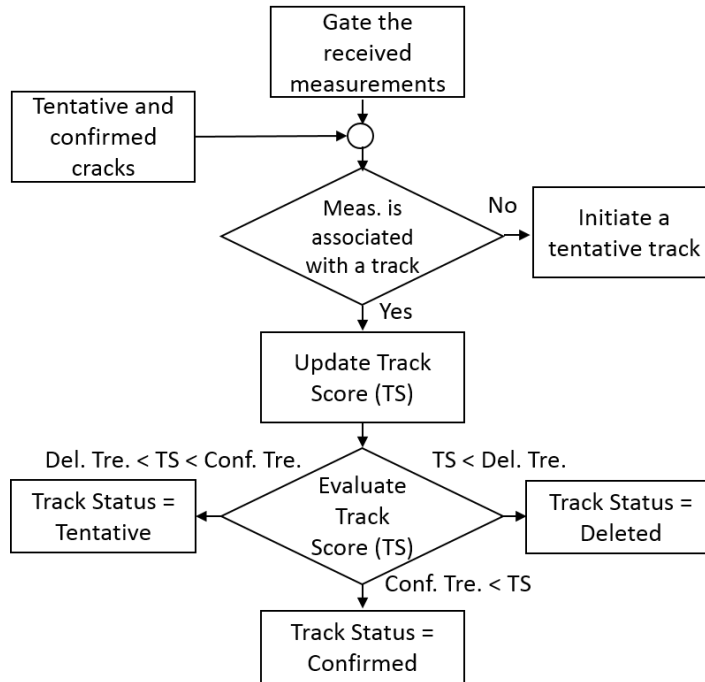 Gate the
received
measurements
Tentative and
confirmed
cracks
Meas. is
associated
with a track
No
Initiate a
tentative track
Yes
Update Track
Score (TS)
Del. Tre. < TS < Conf. Tre.
TS < Del. Tre.
Track Status =
Tentative
Evaluate
Track
Score (TS)
Track Status =
Deleted
Conf. Tre. < TS
Track Status =
Confirmed